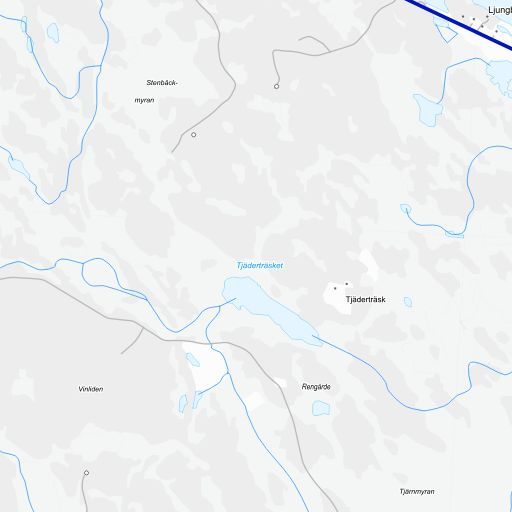 Stenbäck-
myran
Tjäderträsket
Tjäderträsk
Vinliden
Rengärde
Tjärnmyran